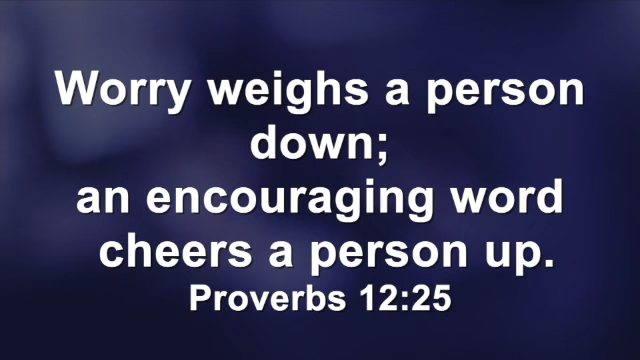 Worry weighs a person
down;
an encouraging word
cheers a person up.
Proverbs 12:25